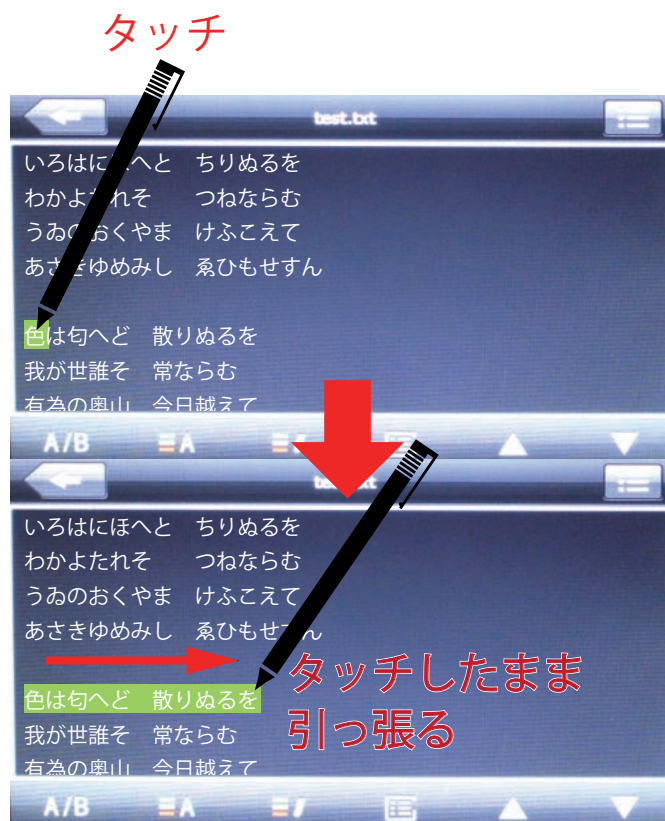 タッチ
test.txt
いろはにほへと　ちりぬるを
わかよたれそ　　つねならむ
うゐのおくやま　けふこえて
あさきゆめみし　ゑひもせすん
色は匂へど　散りぬるを
我が世誰そ　常ならむ
有為の奥山　今日越えて
A/B A
test.txt
いろはにほへと　ちりぬるを
わかよたれそ　　つねならむ
うゐのおくやま　けふこえて
あさきゆめみし　ゑひもせすん
タッチしたまま
引っ張る
色は匂へど　散りぬるを
我が世誰そ　常ならむ
有為の奥山　今日越えて
A/B A